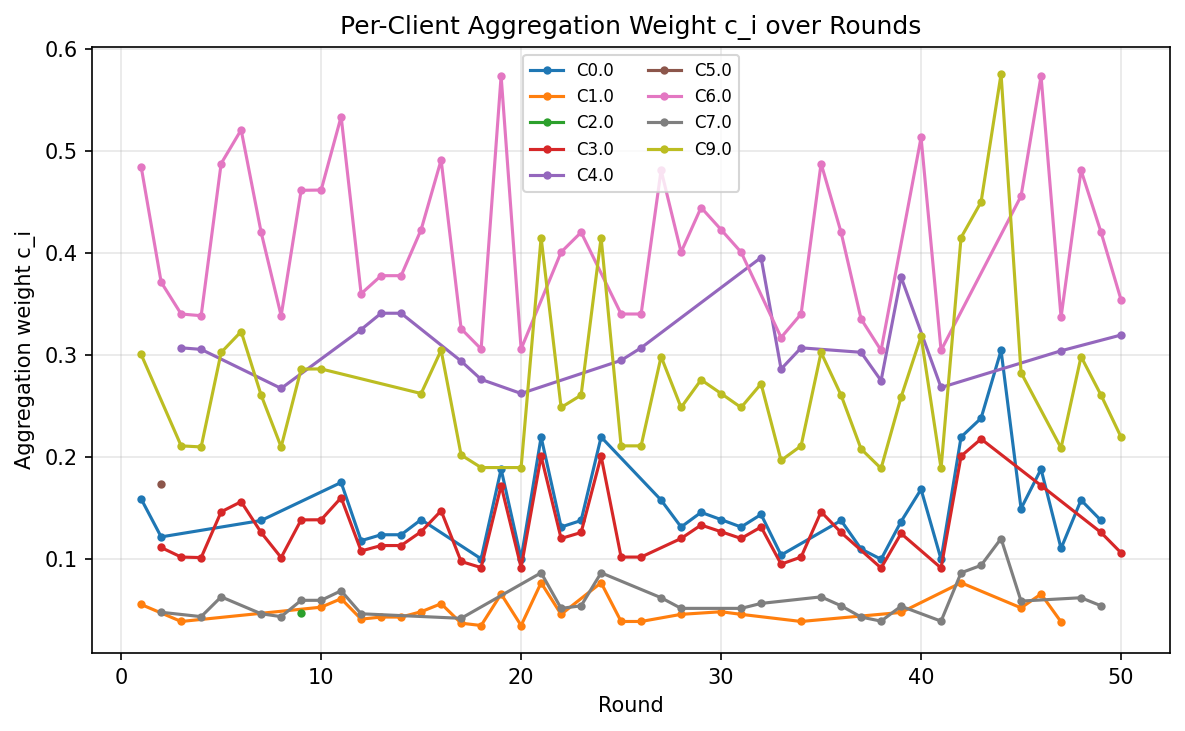 Per-Client Aggregation Weight c_i over Rounds
Aggregation weight c_i
0.6
0.5
0.4
0.3
0.2
0.1
C0.0
C1.0
C2.0
C3.0
C4.0
C5.0
C6.0
C7.0
C9.0
0 10 20 30 40 50
Round